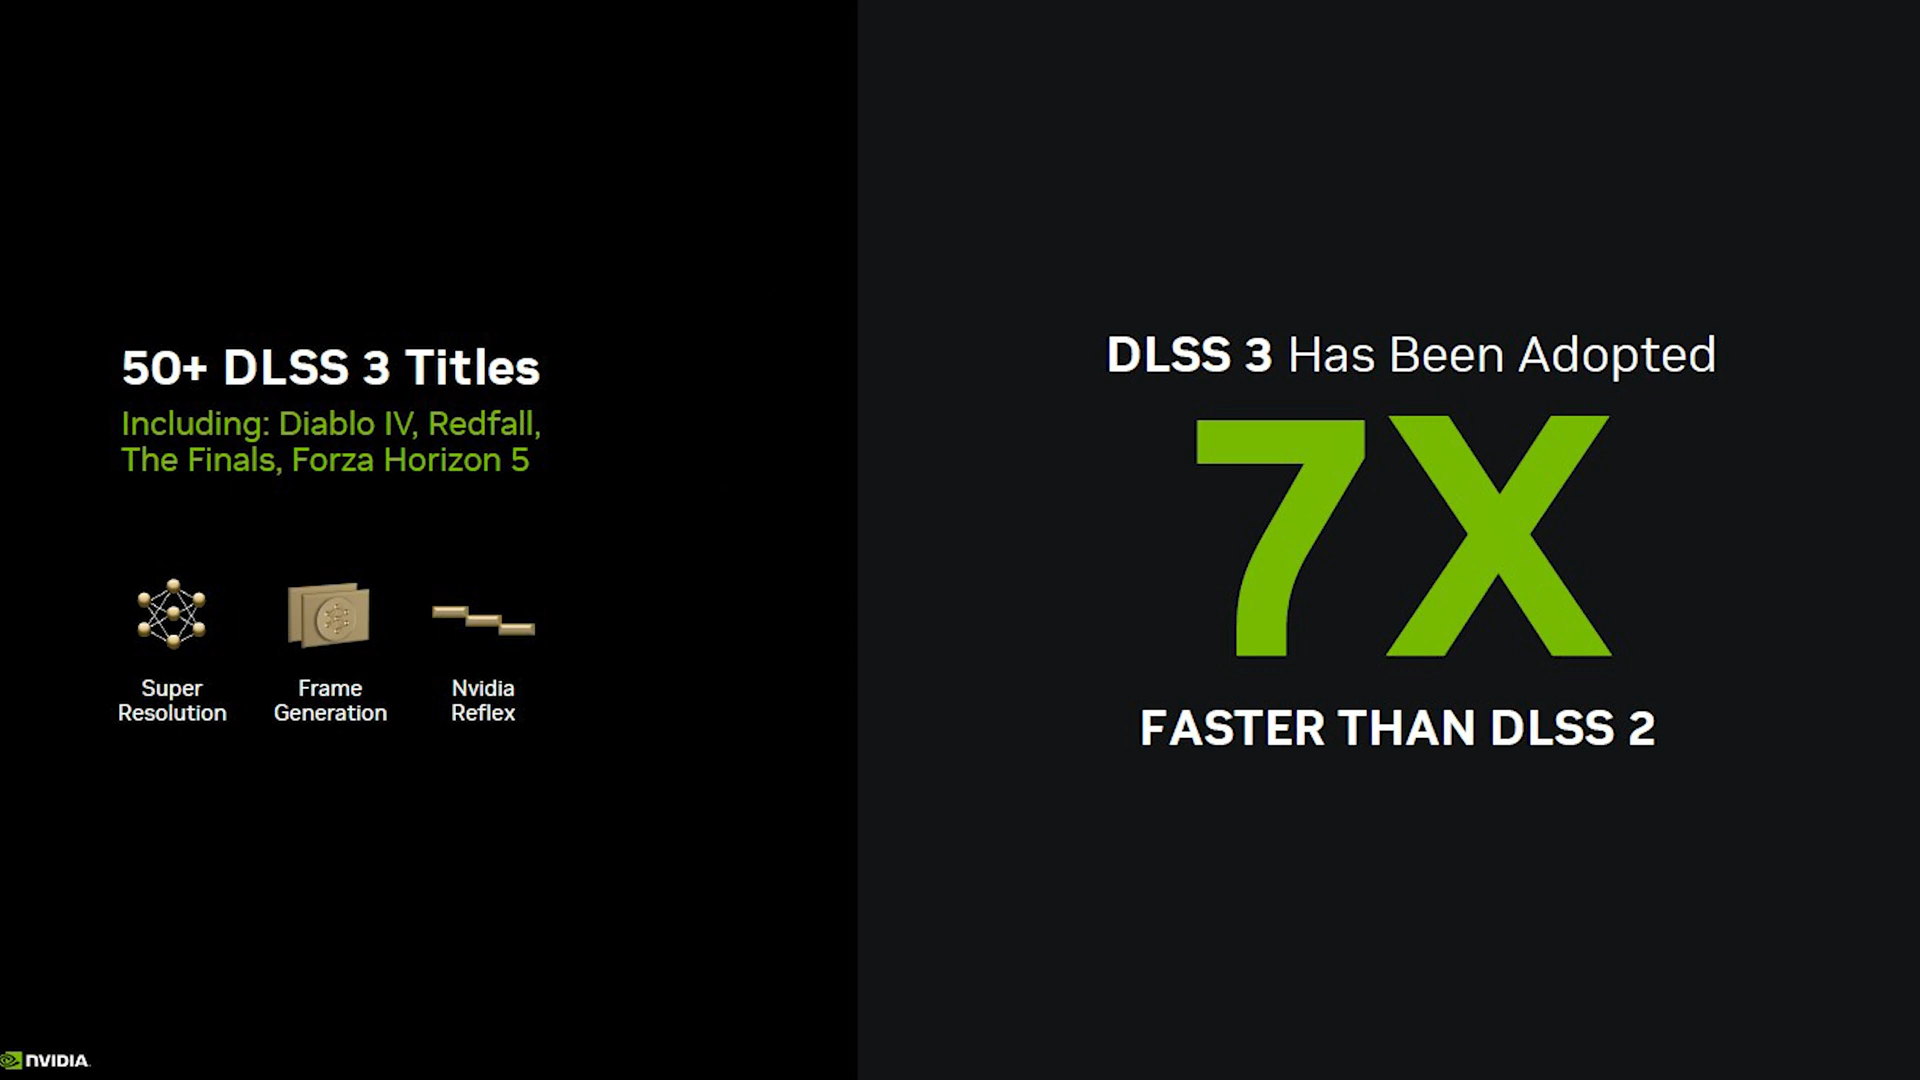 50+ DLSS 3 Titles
Including: Diablo IV, Redfall,
The Finals, Forza Horizon 5
Super
Resolution
Frame
Generation
Nvidia
Reflex
DLSS 3 Has Been Adopted
7X
FASTER THAN DLSS 2
NVIDIA.